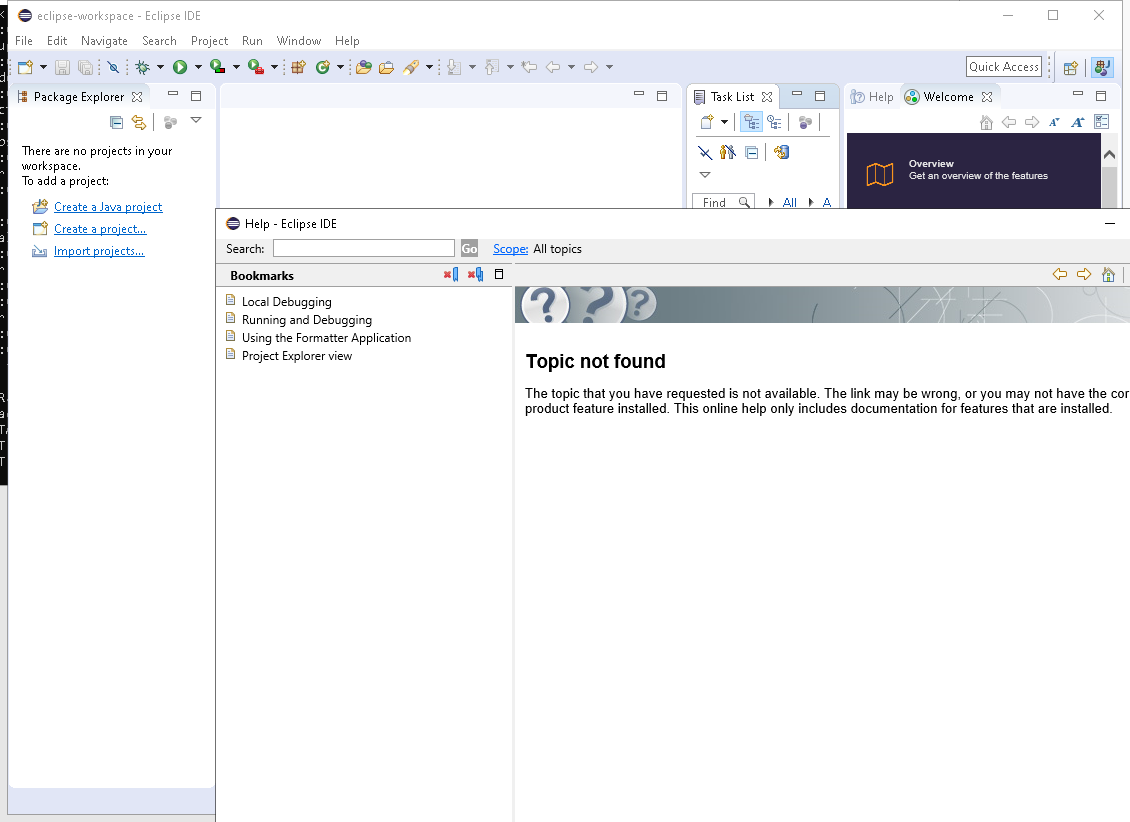 eclipse-workspace - Eclipse IDE
File Edit Navigate Search Project Run Window Help
Quick Access
Package Explorer
Task List
Help
Welcome
There are no projects in your
workspace.
To add a project:
Create a Java project
Create a project...
Import projects...
Find
All
A
Overview
Get an overview of the features
Help - Eclipse IDE
Search:
Go
Scope: All topics
Bookmarks
Local Debugging
Running and Debugging
Using the Formatter Application
Project Explorer view
Topic not found
The topic that you have requested is not available. The link may be wrong, or you may not have the cor
product feature installed. This online help only includes documentation for features that are installed.